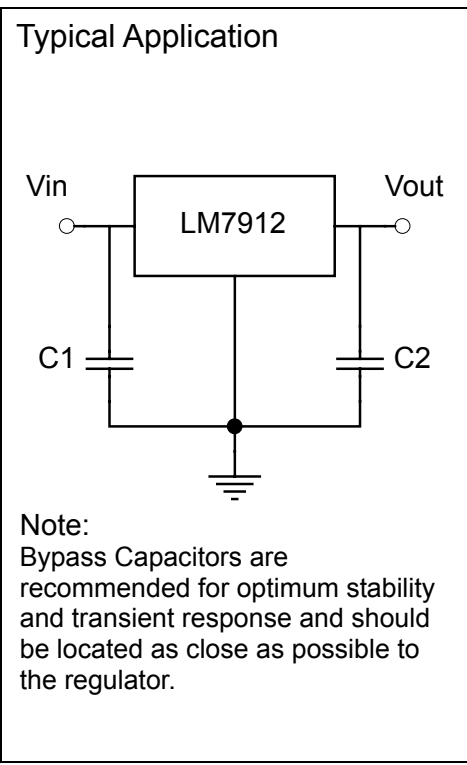 Typical Application
Vin
Vout
LM7912
C1
C2
Note:
Bypass Capacitors are
recommended for optimum stability
and transient response and should
be located as close as possible to
the regulator.